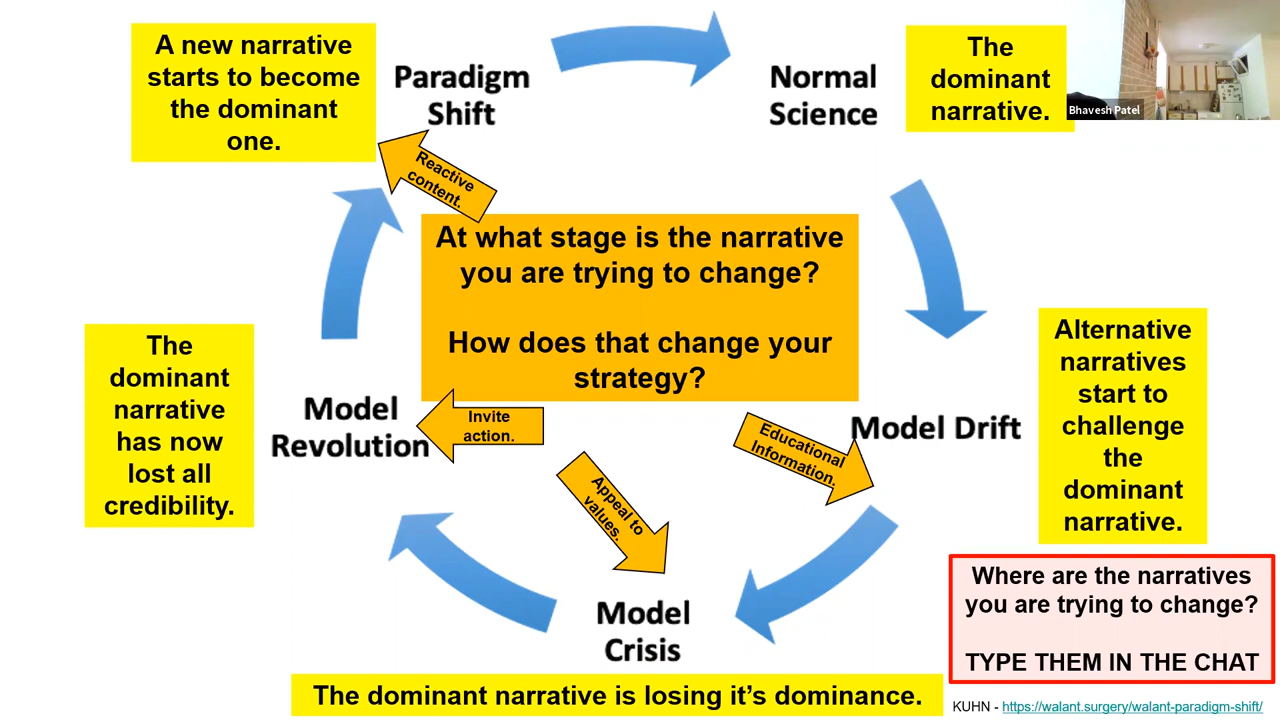 A new narrative
starts to become
the dominant
one.
Paradigm
Shift
Normal
Science
The
dominant
narrative.
Bhavesh Patel
Reactive
content.
At what stage is the narrative
you are trying to change?
How does that change your
strategy?
The
dominant
narrative
has now
lost all
credibility.
Model
Revolution
Invite
action.
Appeal to
values.
Educational
Information.
Model Drift
Alternative
narratives
start to
challenge
the
dominant
narrative.
Model
Crisis
The dominant narrative is losing it's dominance.
Where are the narratives
you are trying to change?
TYPE THEM IN THE CHAT
KUHN - https://walant.surgery/walant-paradigm-shift/